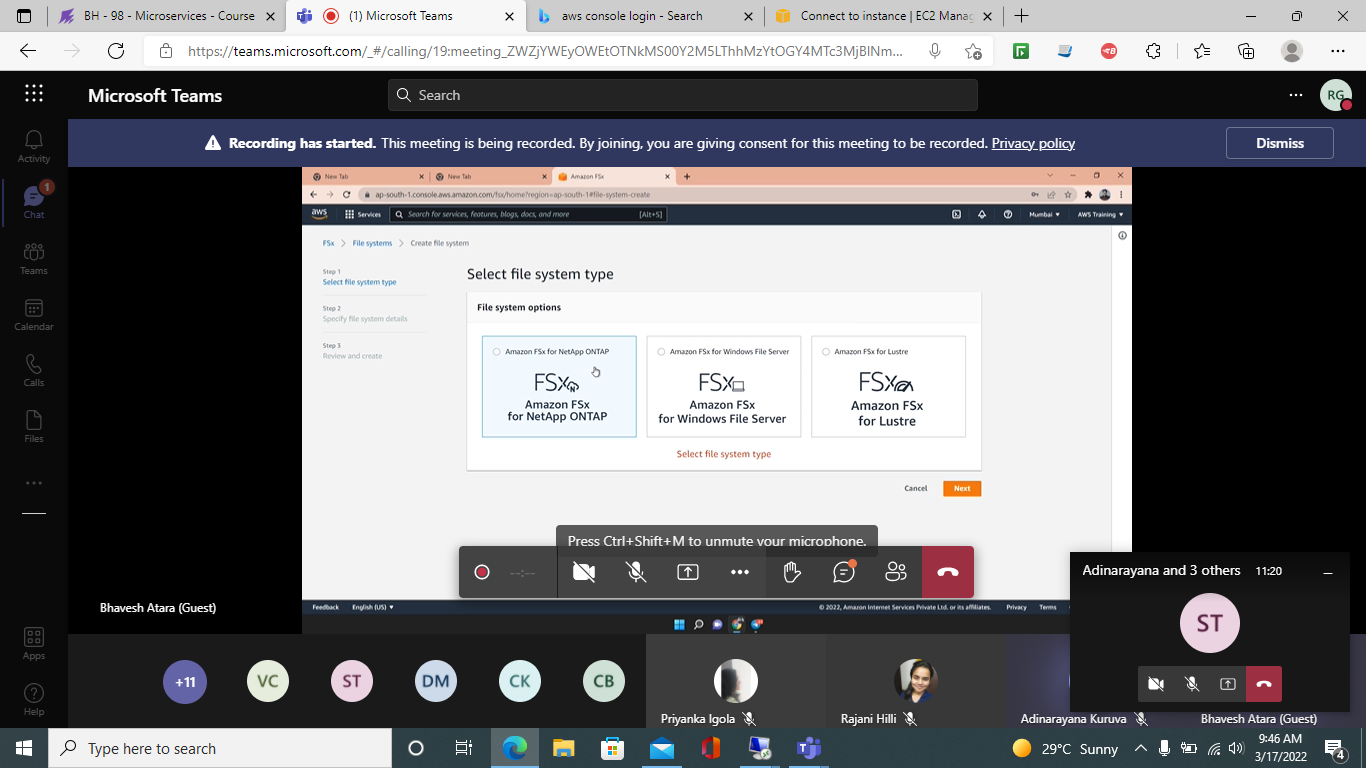 BH - 98 - Microservices - Course
(1) Microsoft Teams
aws console login - Search
Connect to instance | EC2 Manag
https://teams.microsoft.com/_#/calling/19:meeting_ZWZjYWEyOWEtOTNkMS00Y2M5LThhMzYtOGY4MTc3MjBlNm...
Microsoft Teams
Search
RG
Recording has started. This meeting is being recorded. By joining, you are giving consent for this meeting to be recorded. Privacy policy
Dismiss
Activity
1
Chat
Teams
Calendar
Calls
Files
Apps
Help
New Tab
New Tab
Amazon FSx
ap-south-1.console.aws.amazon.com/fsx/home?region=ap-south-1#file-system-create
aws
Services
Search for services, features, blogs, docs, and more
[Alt+S]
Mumbai
AWS Training
FSx
File systems
Create file system
Step 1
Select file system type
Step 2
Specify file system details
Step 3
Review and create
Select file system type
File system options
Amazon FSx for NetApp ONTAP
Amazon FSx for Windows File Server
Amazon FSx for Lustre
FSx
FSx
FSx
Amazon FSx
for NetApp ONTAP
Amazon FSx
for Windows File Server
Amazon FSx
for Lustre
Select file system type
Cancel
Next
Press Ctrl+Shift+M to unmute your microphone.
--:--
Feedback
English (US)
© 2022, Amazon Internet Services Private Ltd. or its affiliates.
Privacy
Terms
Bhavesh Atara (Guest)
Adinarayana and 3 others
11:20
ST
+11
VC
ST
DM
CK
CB
Priyanka Igola
Rajani Hilli
Adinarayana Kuruva
Bhavesh Atara (Guest)
Type here to search
29°C Sunny
9:46 AM
3/17/2022
4